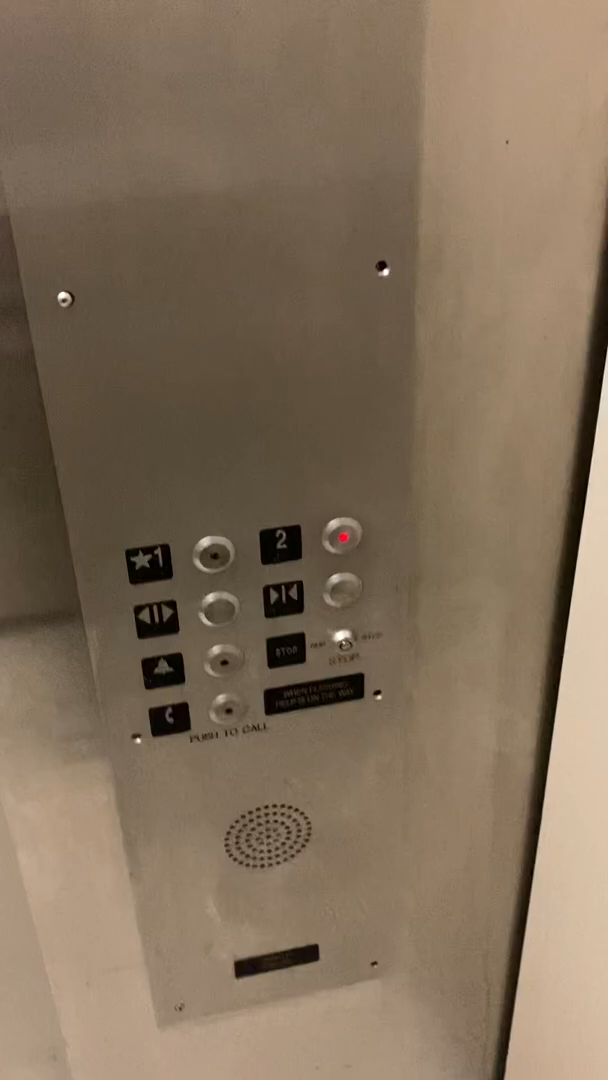 ★1
2
STOP
STOP
WHEN FLASHING
HELP IS ON THE WAY
PUSH TO CALL